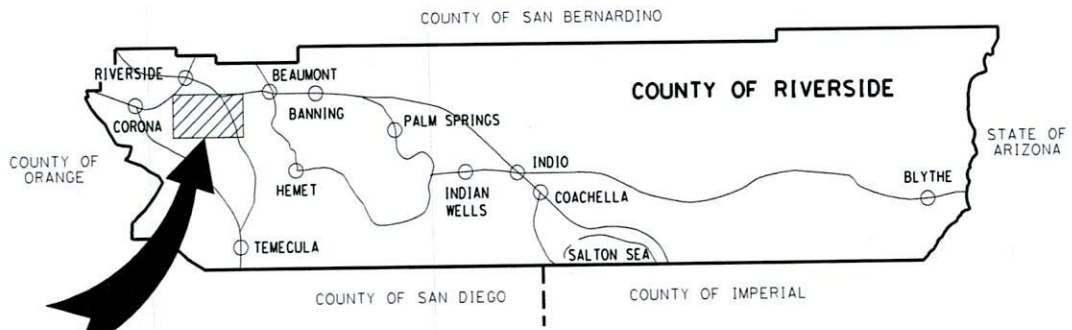 COUNTY OF SAN BERNARDINO
RIVERSIDE
BEAUMONT
COUNTY OF RIVERSIDE
CORONA
BANNING
PALM SPRINGS
STATE OF
ARIZONA
COUNTY OF
ORANGE
HEMET
INDIAN
WELLS
INDIO
COACHELLA
BLYTHE
TEMECULA
SALTON SEA
COUNTY OF SAN DIEGO
COUNTY OF IMPERIAL